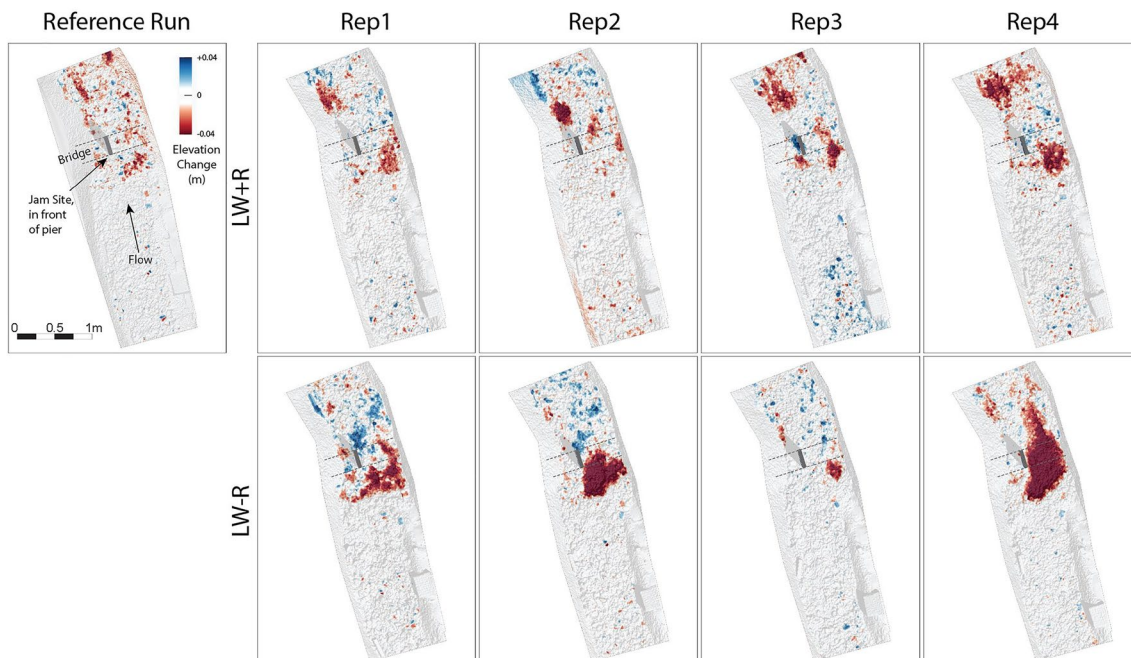 Reference Run
Rep1
Rep2
Rep3
Rep4
+0.04
0
-0.04
Elevation
Change
(m)
Bridge
Jam Site,
in front
of pier
Flow
0 0.5 1m
LW+R
LW-R